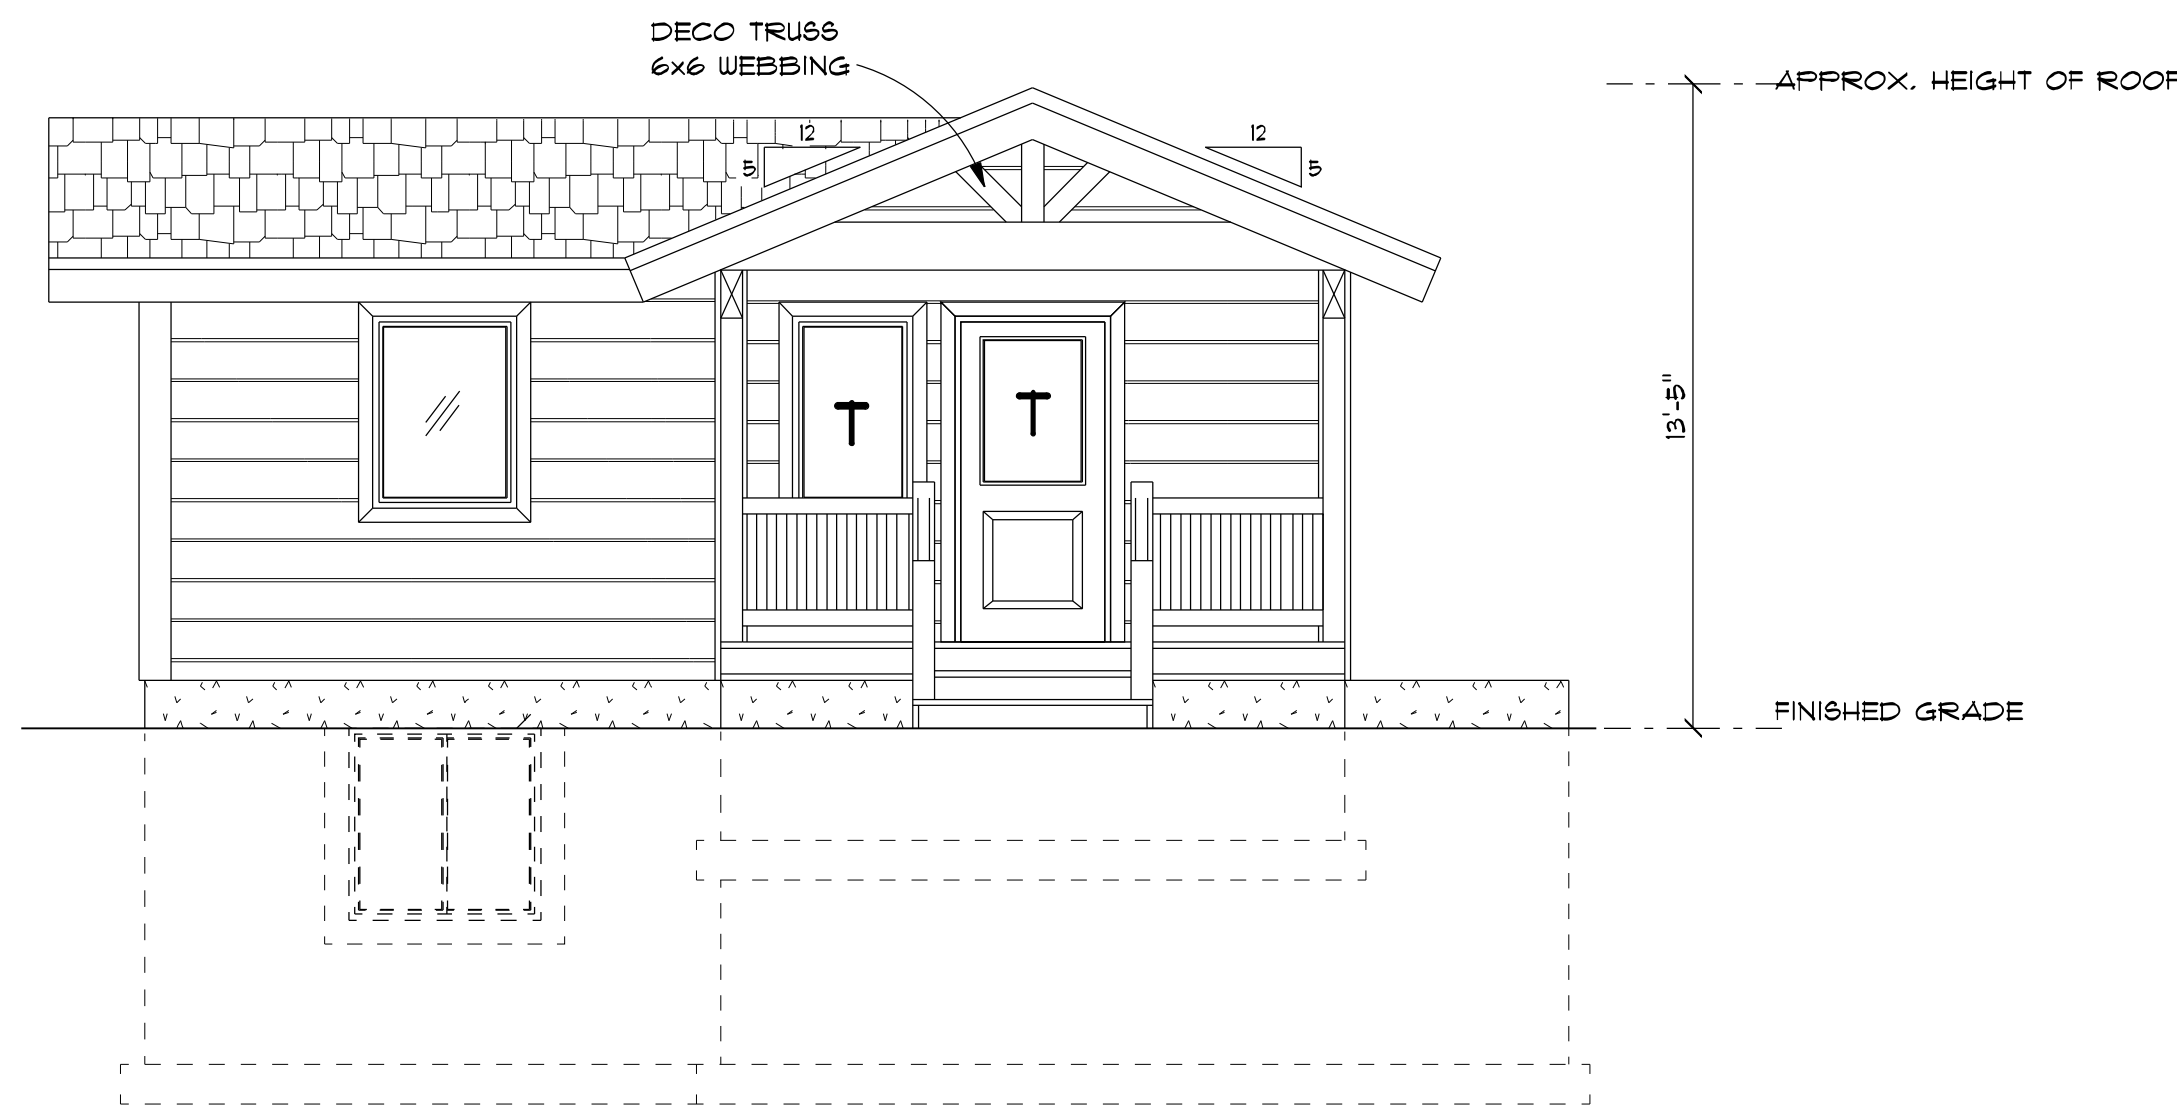 DECO TRUSS
6x6 WEBBING
APPROX. HEIGHT OF ROOF
12
5
12
5
T
T
13'-5"
FINISHED GRADE